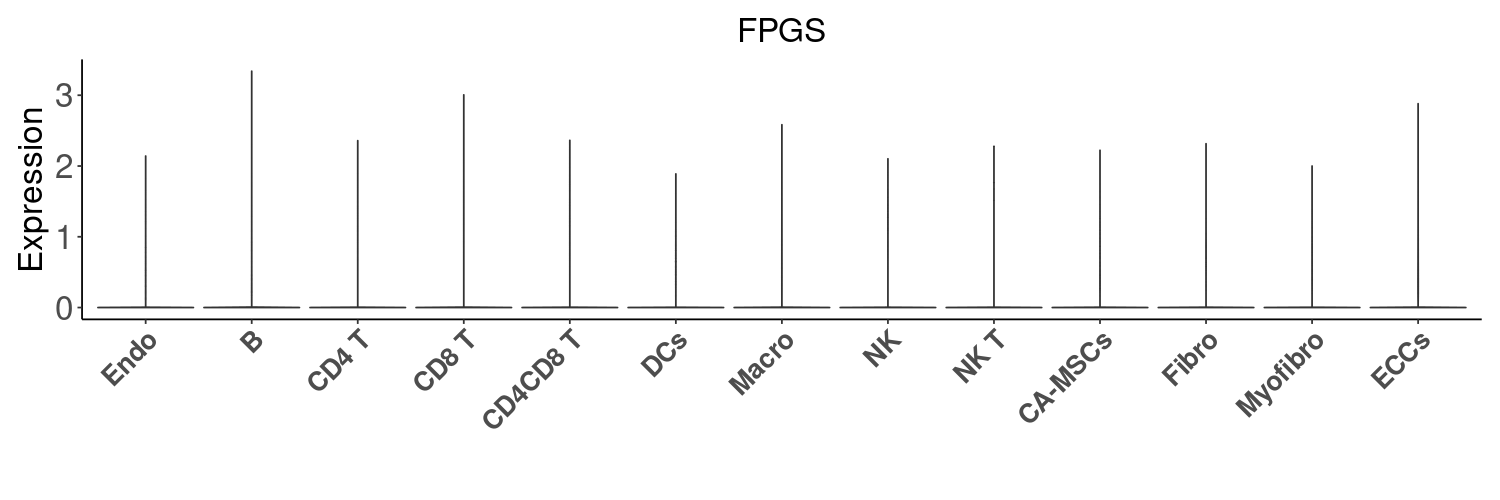 FPGS
Expression
3
2
1
0
Endo
B
CD4 T
CD8 T
CD4CD8 T
DCs
Macro
NK
NK T
CA-MSCs
Fibro
Myofibro
ECCs